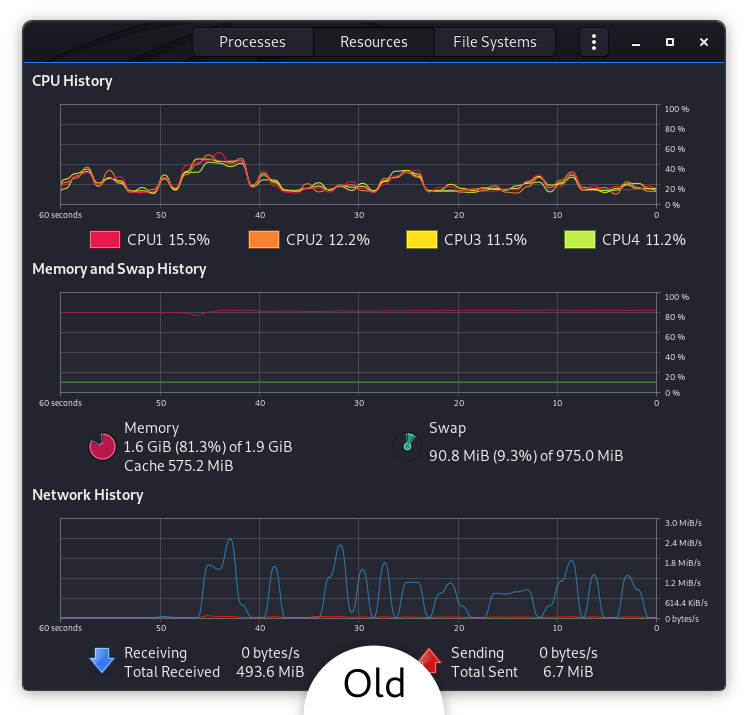 Processes Resources File Systems
CPU History
100 %
80 %
60 %
40 %
20 %
0 %
60 seconds 50 40 30 20 10 0
CPU1 15.5% CPU2 12.2% CPU3 11.5% CPU4 11.2%
Memory and Swap History
100 %
80 %
60 %
40 %
20 %
0 %
60 seconds 50 40 30 20 10 0
Memory
1.6 GiB (81.3%) of 1.9 GiB
Cache 575.2 MiB
Swap
90.8 MiB (9.3%) of 975.0 MiB
Network History
3.0 MiB/s
2.4 MiB/s
1.8 MiB/s
1.2 MiB/s
614.4 KiB/s
0 bytes/s
60 seconds 50 40 30 20 10 0
Receiving 0 bytes/s
Total Received 493.6 MiB
Sending 0 bytes/s
Total Sent 6.7 MiB
Old